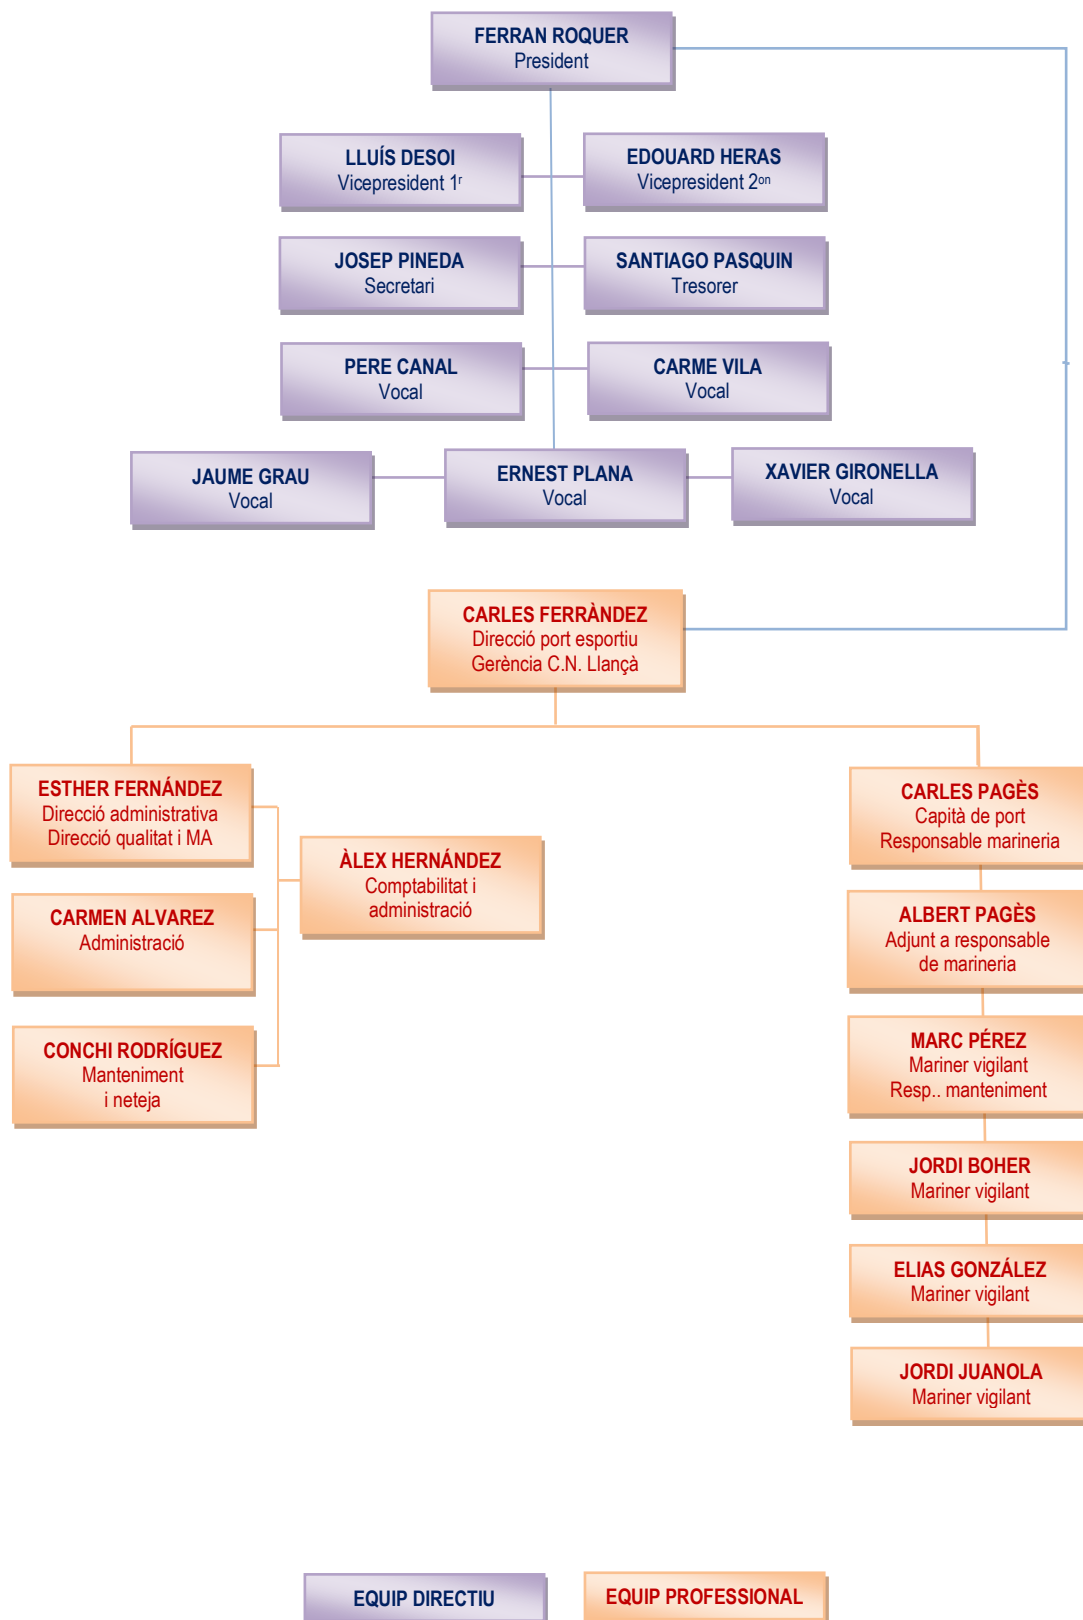 FERRAN ROQUER
President
LLUÍS DESOI
Vicepresident 1r
EDOUARD HERAS
Vicepresident 2on
JOSEP PINEDA
Secretari
SANTIAGO PASQUIN
Tresorer
PERE CANAL
Vocal
CARME VILA
Vocal
JAUME GRAU
Vocal
ERNEST PLANA
Vocal
XAVIER GIRONELLA
Vocal
CARLES FERRÀNDEZ
Direcció port esportiu
Gerència C.N. Llançà
ESTHER FERNÁNDEZ
Direcció administrativa
Direcció qualitat i MA
ÀLEX HERNÁNDEZ
Comptabilitat i
administració
CARMEN ALVAREZ
Administració
CONCHI RODRÍGUEZ
Manteniment
i neteja
CARLES PAGÈS
Capità de port
Responsable marineria
ALBERT PAGÈS
Adjunt a responsable
de marineria
MARC PÉREZ
Mariner vigilant
Resp.. manteniment
JORDI BOHER
Mariner vigilant
ELIAS GONZÁLEZ
Mariner vigilant
JORDI JUANOLA
Mariner vigilant
EQUIP DIRECTIU
EQUIP PROFESSIONAL